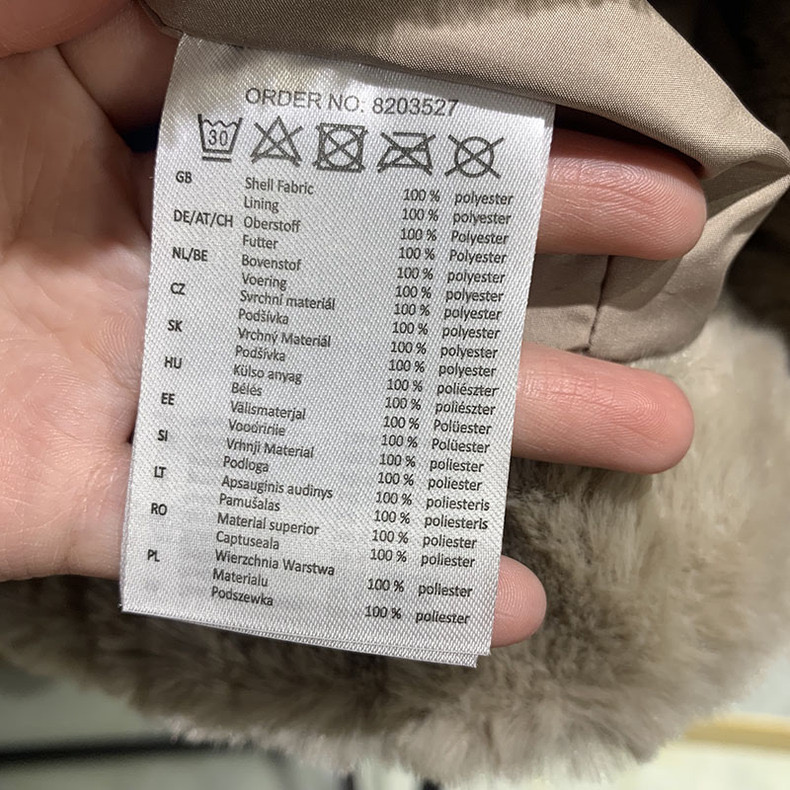 ORDER NO: 8203527
30
GB Shell Fabric 100 % polyester
Lining 100 % polyester
DE/AT/CH Oberstoff 100 % Polyester
Futter 100 % Polyester
NL/BE Bovenstof 100 % polyester
Voering 100 % polyester
CZ Svrchní materiál 100 % polyester
Podšívka 100 % polyester
SK Vrchný Materiál 100 % polyester
Podšívka 100 % polyester
HU Külso anyag 100 % poliészter
Bélés 100 % poliészter
EE Välismaterjal 100 % Polüester
Vooöririie 100 % Polüester
SI Vrhnji Material 100 % poliester
Podloga 100 % poliester
LT Apsauginis audinys 100 % poliesteris
Pamušalas 100 % poliesteris
RO Material superior 100 % poliester
Captuseala 100 % poliester
PL Wierzchnia Warstwa
Materialu 100 % poliester
Podszewka 100 % poliester